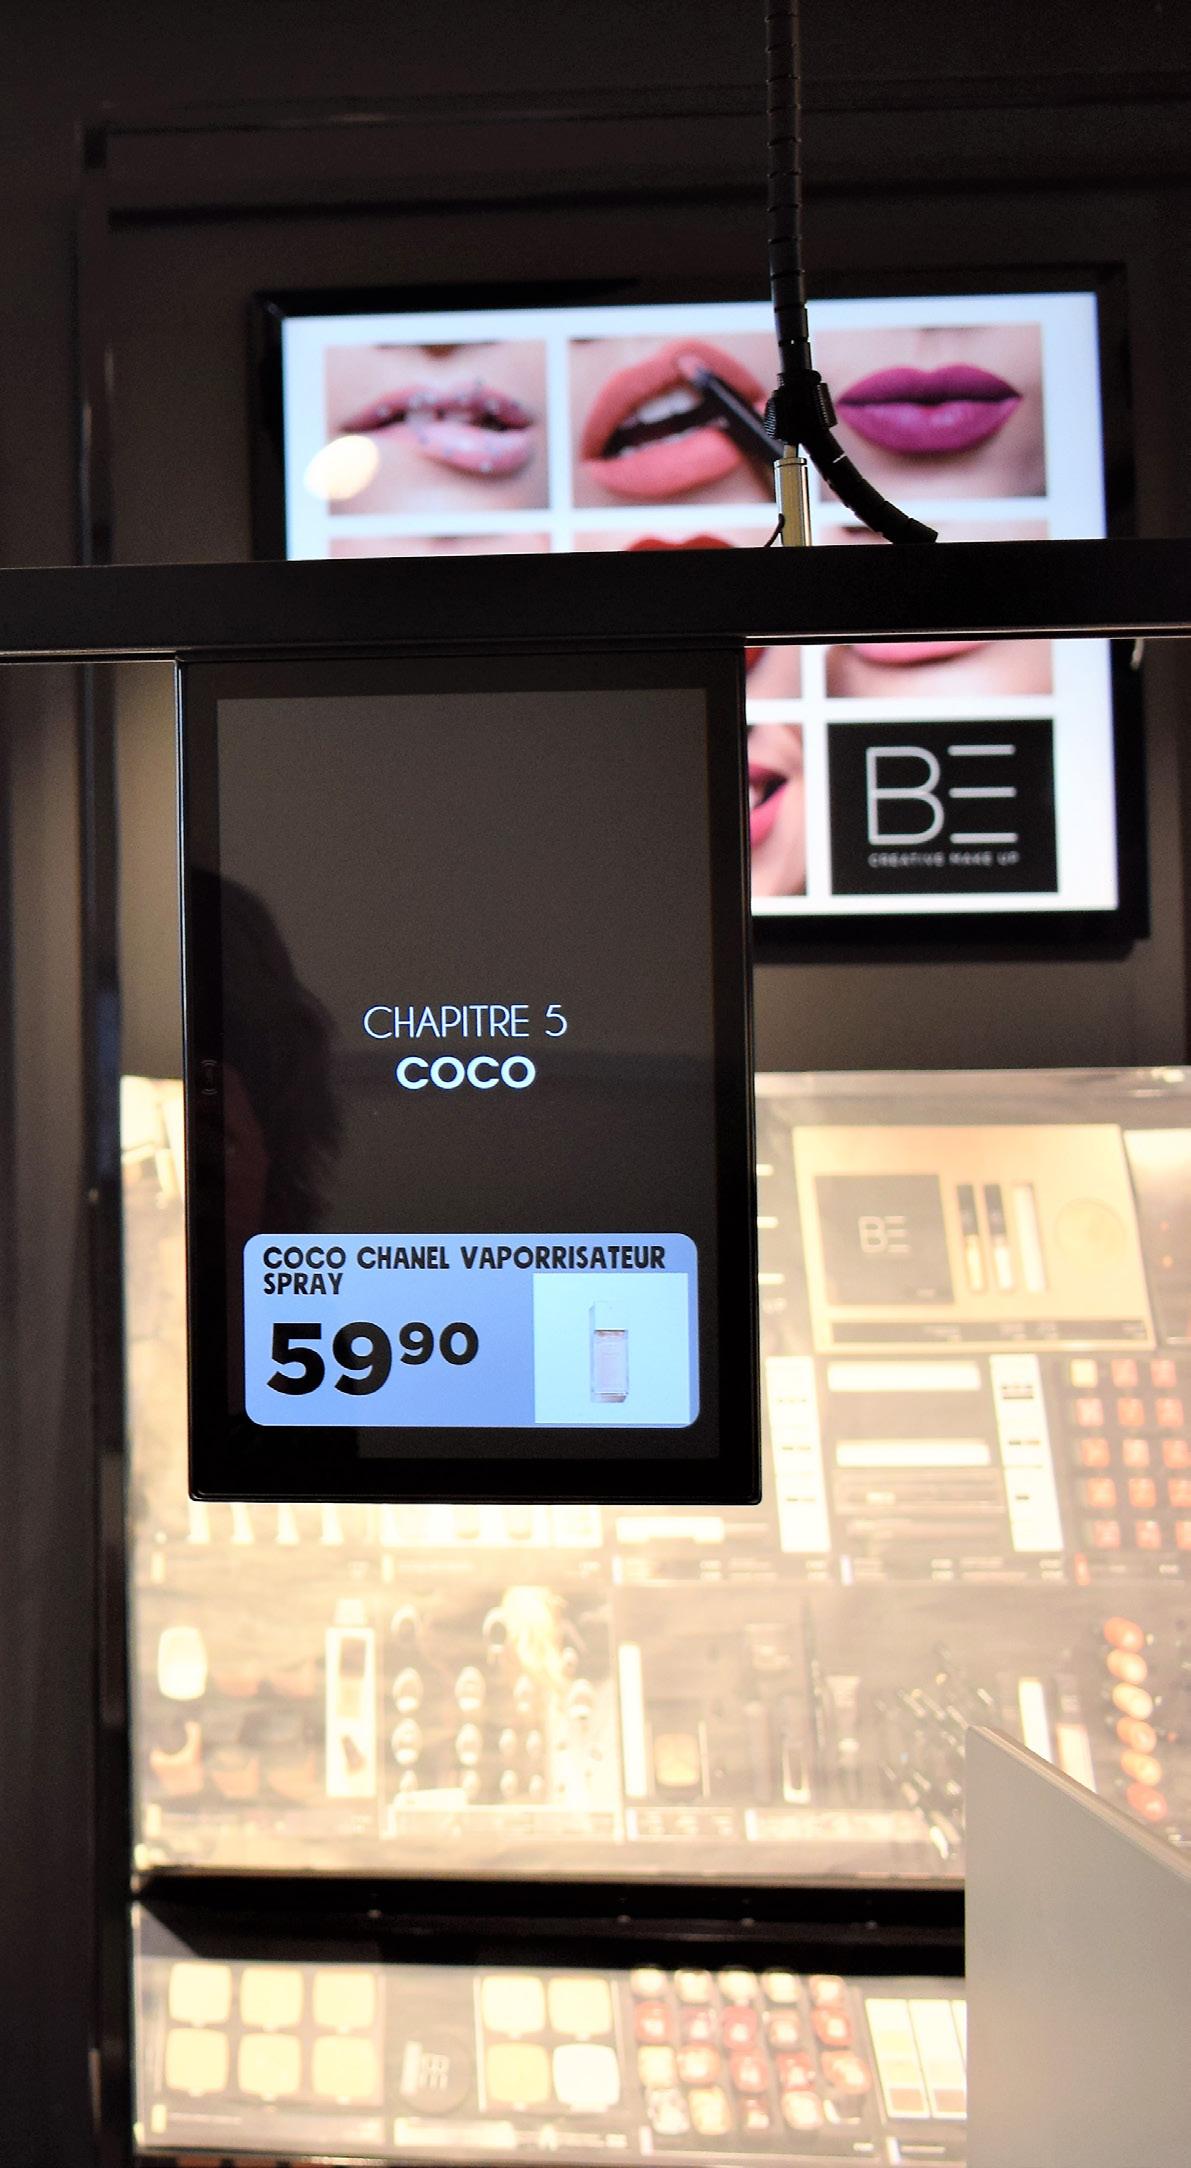 BE
CREATIVE MAKE UP
CHAPITRE 5
COCO
COCO CHANEL VAPORRISATEUR
SPRAY
5990
BE